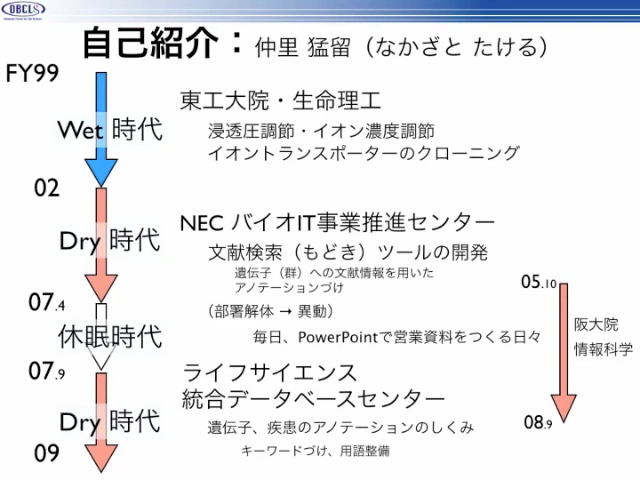 DBCLS
自己紹介：仲里 猛留（なかざと たける）
FY99
東工大院・生命理工
Wet 時代
浸透圧調節・イオン濃度調節
イオントランスポーターのクローニング
02
NEC バイオIT事業推進センター
Dry 時代
文献検索（もどき）ツールの開発
遺伝子（群）への文献情報を用いた
アノテーションづけ
05.10
07.4
（部署解体 → 異動）
阪大院
情報科学
休眠時代
毎日、PowerPointで営業資料をつくる日々
07.9
ライフサイエンス
統合データベースセンター
Dry 時代
遺伝子、疾患のアノテーションのしくみ
08.9
キーワードづけ、用語整備
09